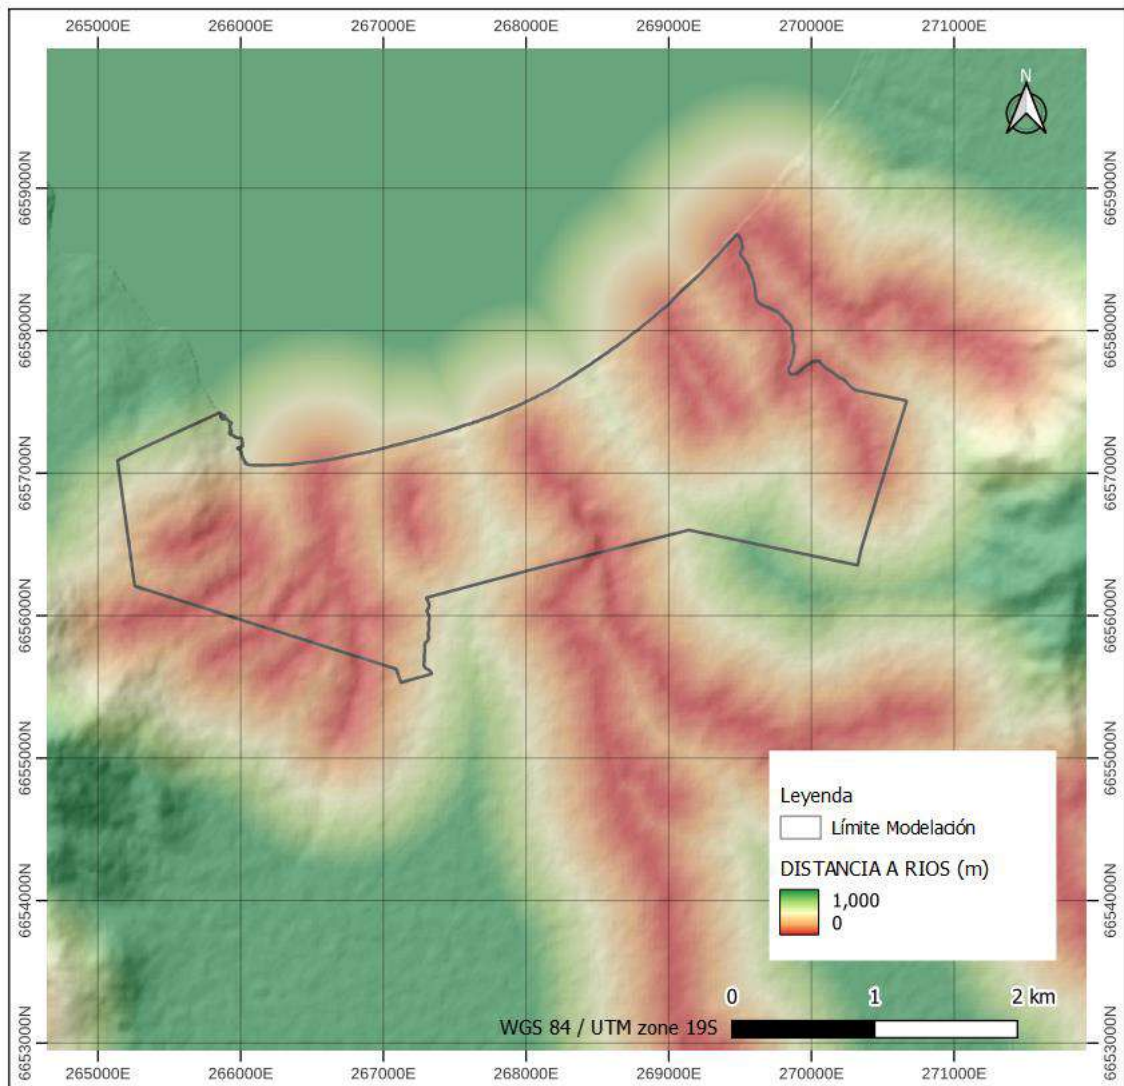 265000E 266000E 267000E 268000E 269000E 270000E 271000E
N
6659000N 6659000N
6658000N 6658000N
6657000N 6657000N
6656000N 6656000N
6655000N 6655000N
Leyenda
Límite Modelación
DISTANCIA A RIOS (m)
1,000
0
6654000N 6654000N
0 1 2 km
WGS 84 / UTM zone 19S
6653000N 6653000N
265000E 266000E 267000E 268000E 269000E 270000E 271000E